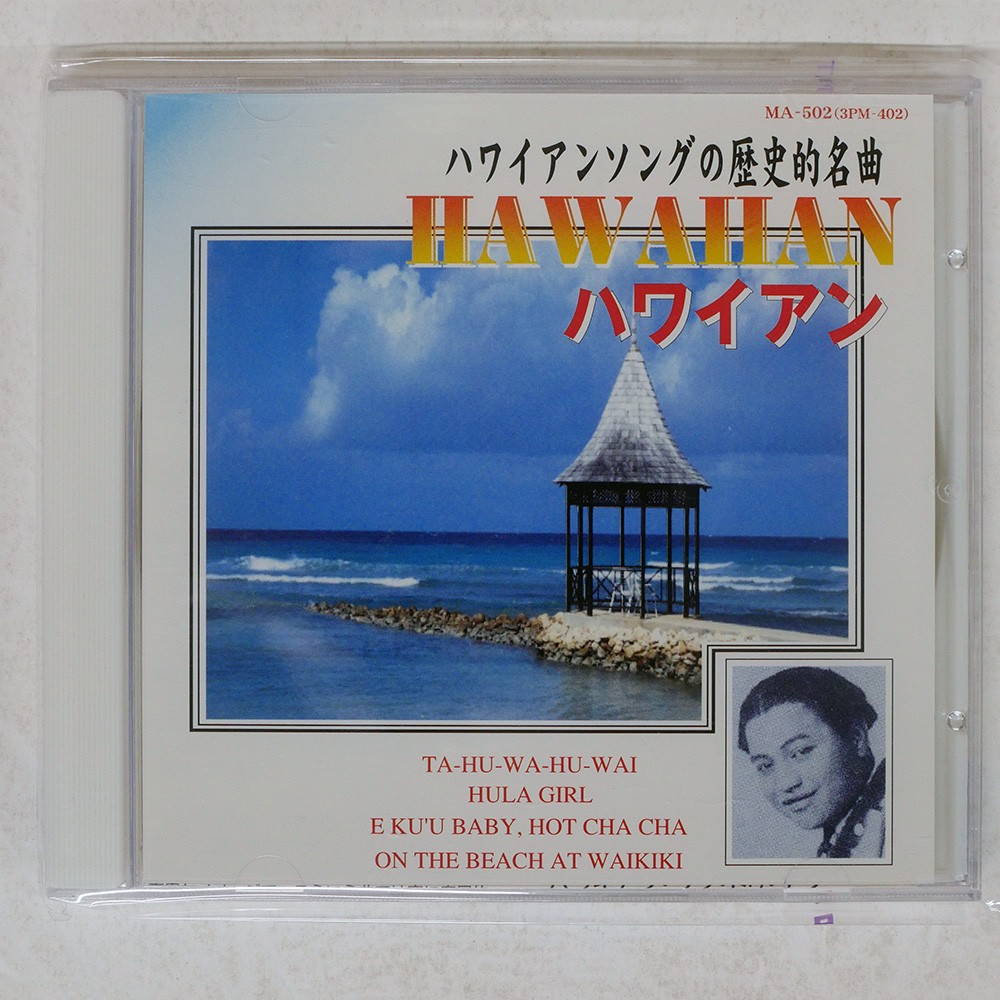 MA-502(3PM-402)
ハワイアンソングの歴史的名曲
HAWAIIAN
ハワイアン
TA-HU-WA-HU-WAI
HULA GIRL
E KU'U BABY, HOT CHA CHA
ON THE BEACH AT WAIKIKI